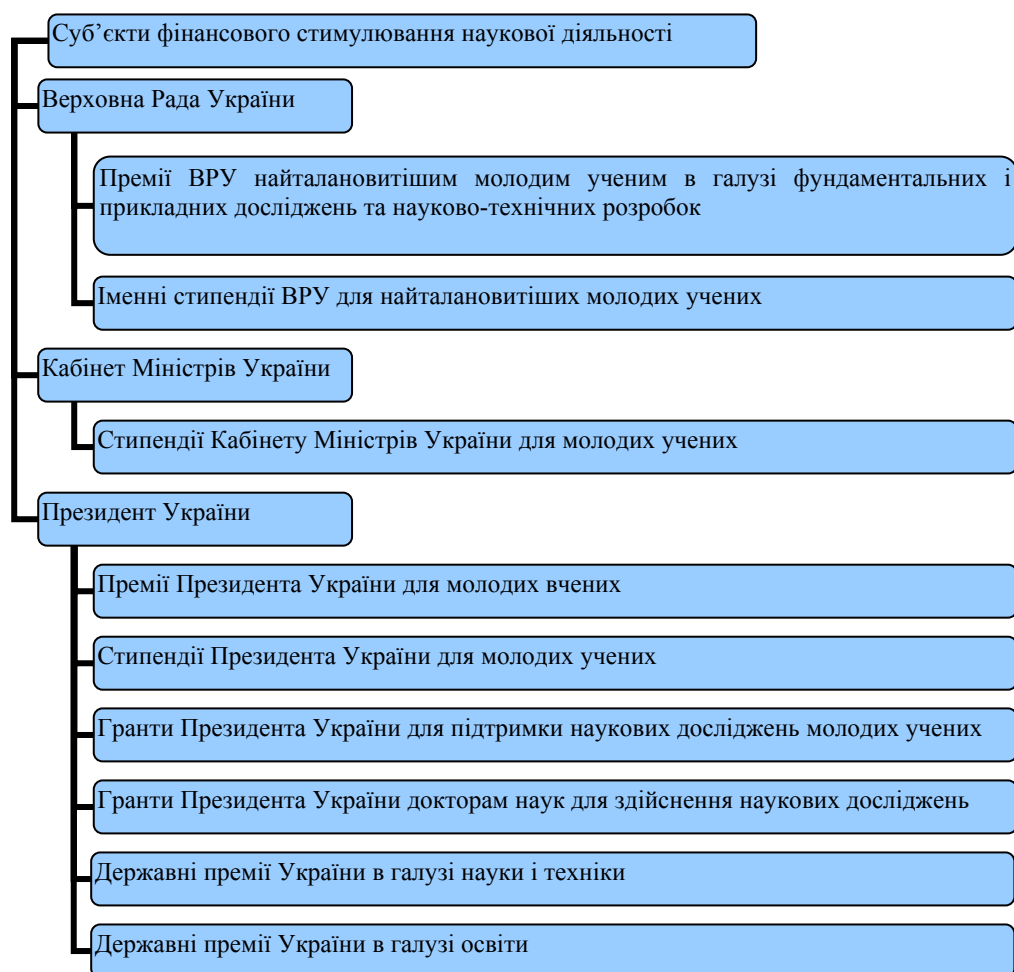 Суб’єкти фінансового стимулювання наукової діяльності
Верховна Рада України
Премії ВРУ найталановитішим молодим ученим в галузі фундаментальних і
прикладних досліджень та науково-технічних розробок
Іменні стипендії ВРУ для найталановитіших молодих учених
Кабінет Міністрів України
Стипендії Кабінету Міністрів України для молодих учених
Президент України
Премії Президента України для молодих вчених
Стипендії Президента України для молодих учених
Гранти Президента України для підтримки наукових досліджень молодих учених
Гранти Президента України докторам наук для здійснення наукових досліджень
Державні премії України в галузі науки і техніки
Державні премії України в галузі освіти